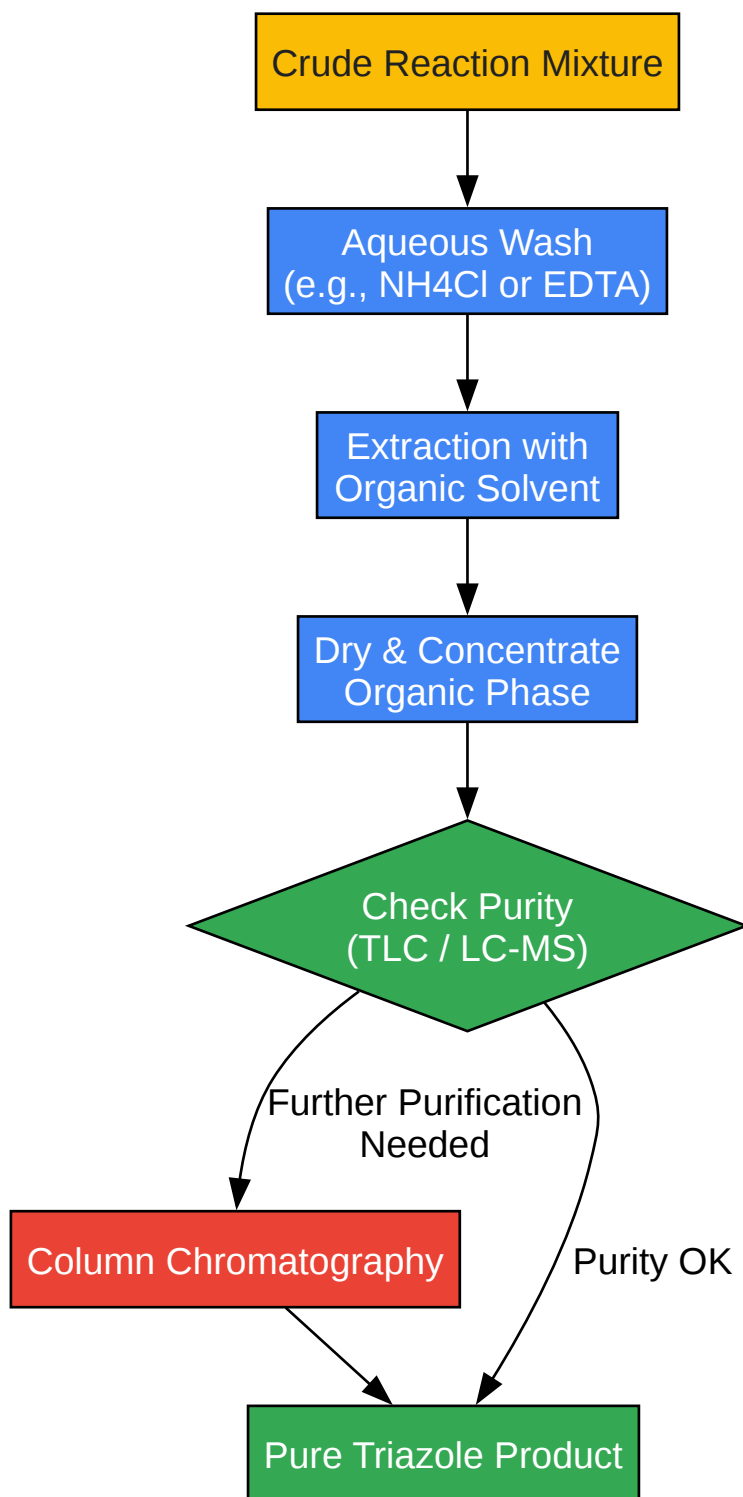 Crude Reaction Mixture
Aqueous Wash
(e.g., NH4Cl or EDTA)
Extraction with
Organic Solvent
Dry & Concentrate
Organic Phase
Check Purity
(TLC / LC-MS)
Further Purification
Needed
Column Chromatography
Purity OK
Pure Triazole Product